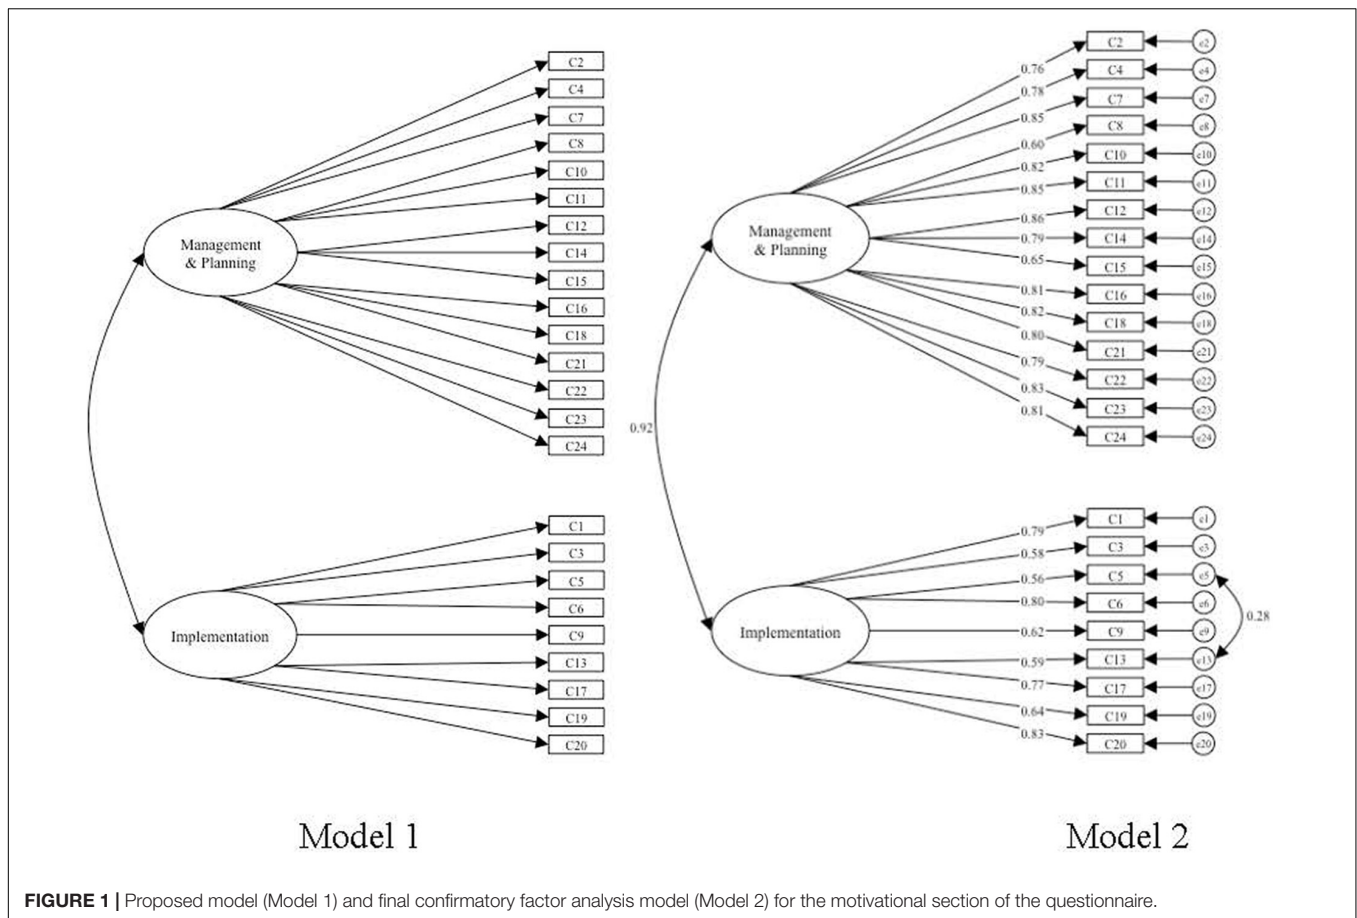 C2
C4
C7
C8
C10
C11
C12
C14
C15
C16
C18
C21
C22
C23
C24
Management
& Planning
C1
C3
C5
C6
C9
C13
C17
C19
C20
Implementation
Model 1
0.76 C2 e2
0.78 C4 e4
0.85 C7 e7
0.60 C8 e8
0.82 C10 e10
0.85 C11 e11
0.86 C12 e12
0.79 C14 e14
0.65 C15 e15
0.81 C16 e16
0.82 C18 e18
0.80 C21 e21
0.79 C22 e22
0.83 C23 e23
0.81 C24 e24
Management
& Planning
0.92
0.79 C1 e1
0.58 C3 e3
0.56 C5 e5
0.80 C6 e6
0.62 C9 e9
0.59 C13 e13
0.77 C17 e17
0.64 C19 e19
0.83 C20 e20
0.28
Implementation
Model 2
FIGURE 1 | Proposed model (Model 1) and final confirmatory factor analysis model (Model 2) for the motivational section of the questionnaire.